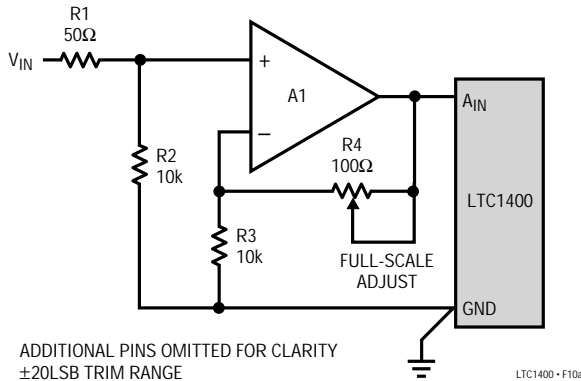 R1
50Ω
VIN
+
A1
−
AIN
R4
100Ω
R2
10k
LTC1400
R3
10k
FULL-SCALE
ADJUST
GND
ADDITIONAL PINS OMITTED FOR CLARITY
±20LSB TRIM RANGE
LTC1400 • F10a